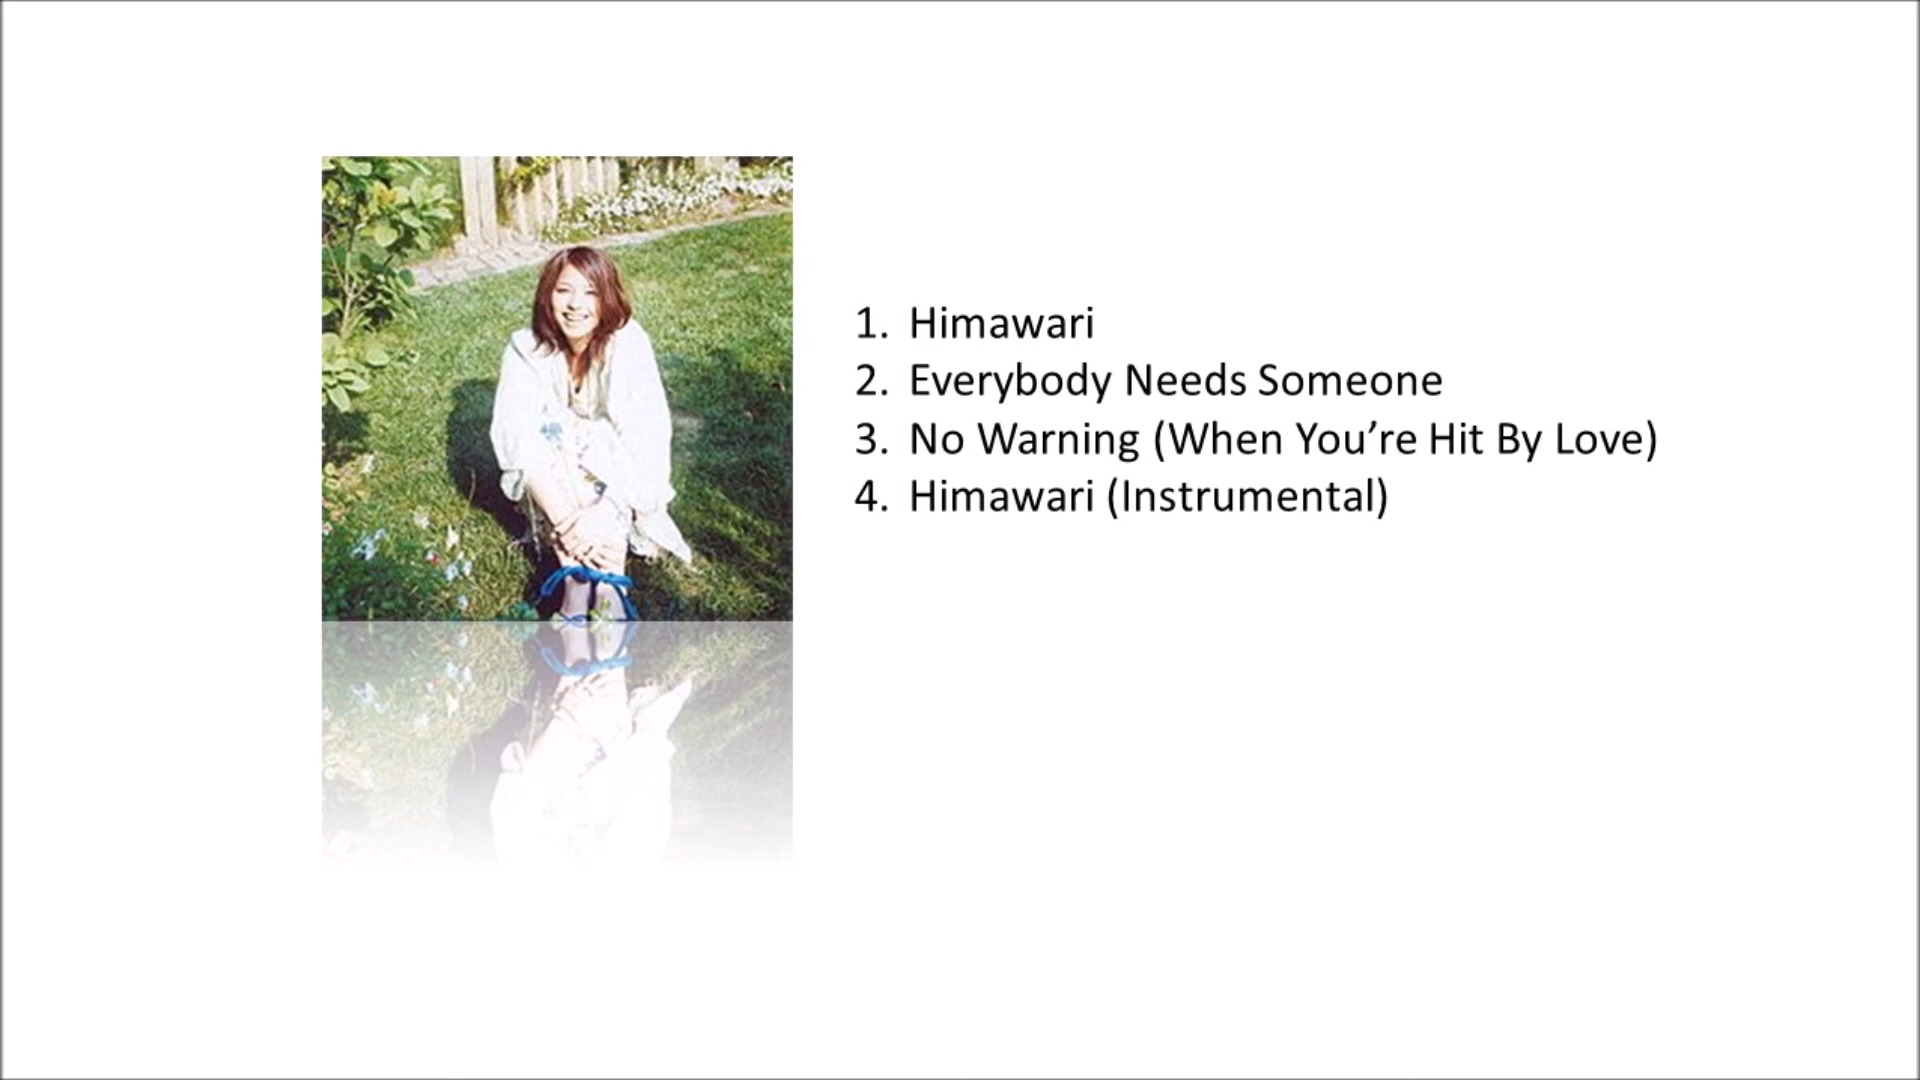 1. Himawari
2. Everybody Needs Someone
3. No Warning (When You’re Hit By Love)
4. Himawari (Instrumental)